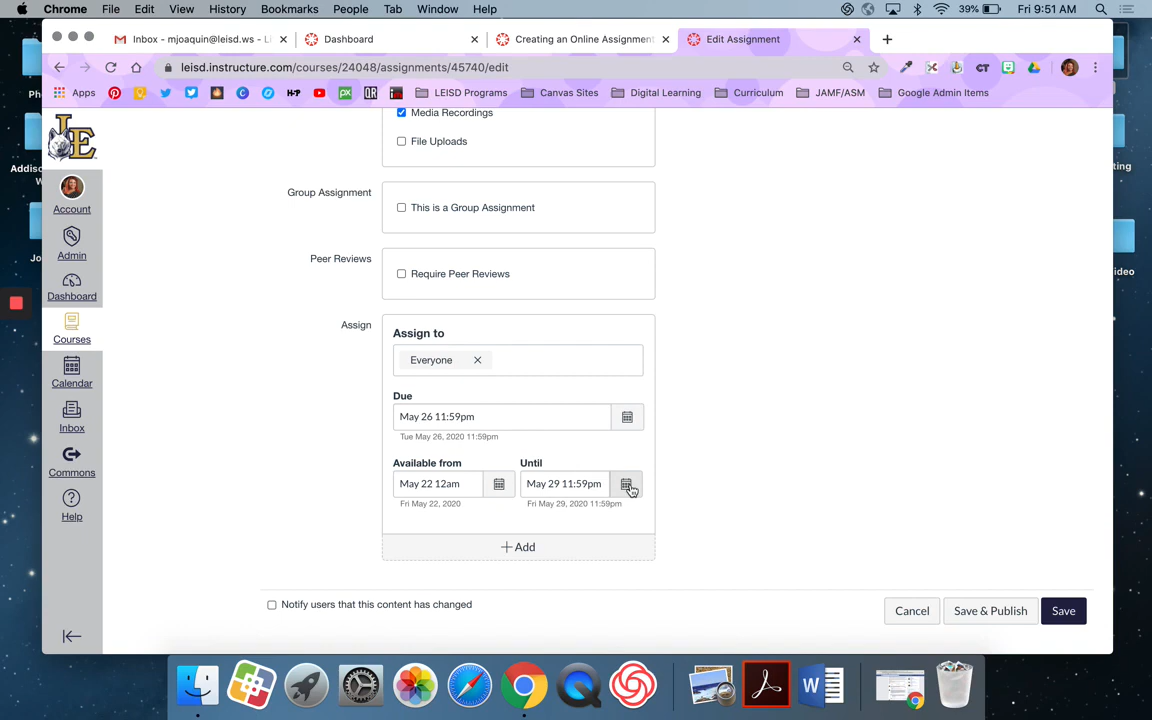 Chrome File Edit View History Bookmarks People Tab Window Help 39% Fri 9:51 AM
Inbox - mjoaquin@leisd.ws - L
Dashboard
Creating an Online Assignment
Edit Assignment
leisd.instructure.com/courses/24048/assignments/45740/edit
Apps
LEISD Programs
Canvas Sites
Digital Learning
Curriculum
JAMF/ASM
Google Admin Items
LE
Account
Admin
Dashboard
Courses
Calendar
Inbox
Commons
Help
Media Recordings
File Uploads
Group Assignment
This is a Group Assignment
Peer Reviews
Require Peer Reviews
Assign
Assign to
Everyone
Due
May 26 11:59pm
Tue May 26, 2020 11:59pm
Available from Until
May 22 12am May 29 11:59pm
Fri May 22, 2020 Fri May 29, 2020 11:59pm
+ Add
Notify users that this content has changed
Cancel Save & Publish Save